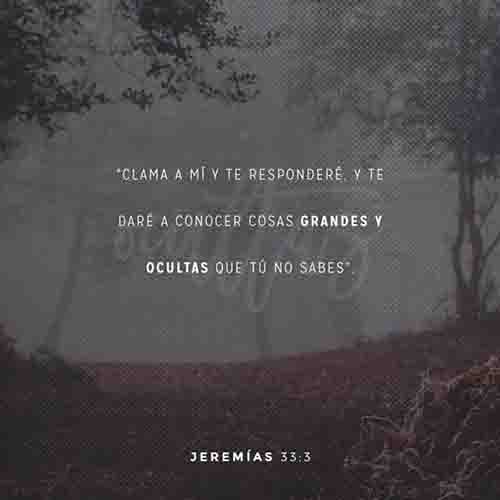 "CLAMA A MÍ Y TE RESPONDERÉ, Y TE
DARÉ A CONOCER COSAS GRANDES Y
OCULTAS QUE TÚ NO SABES".
JEREMÍAS 33:3